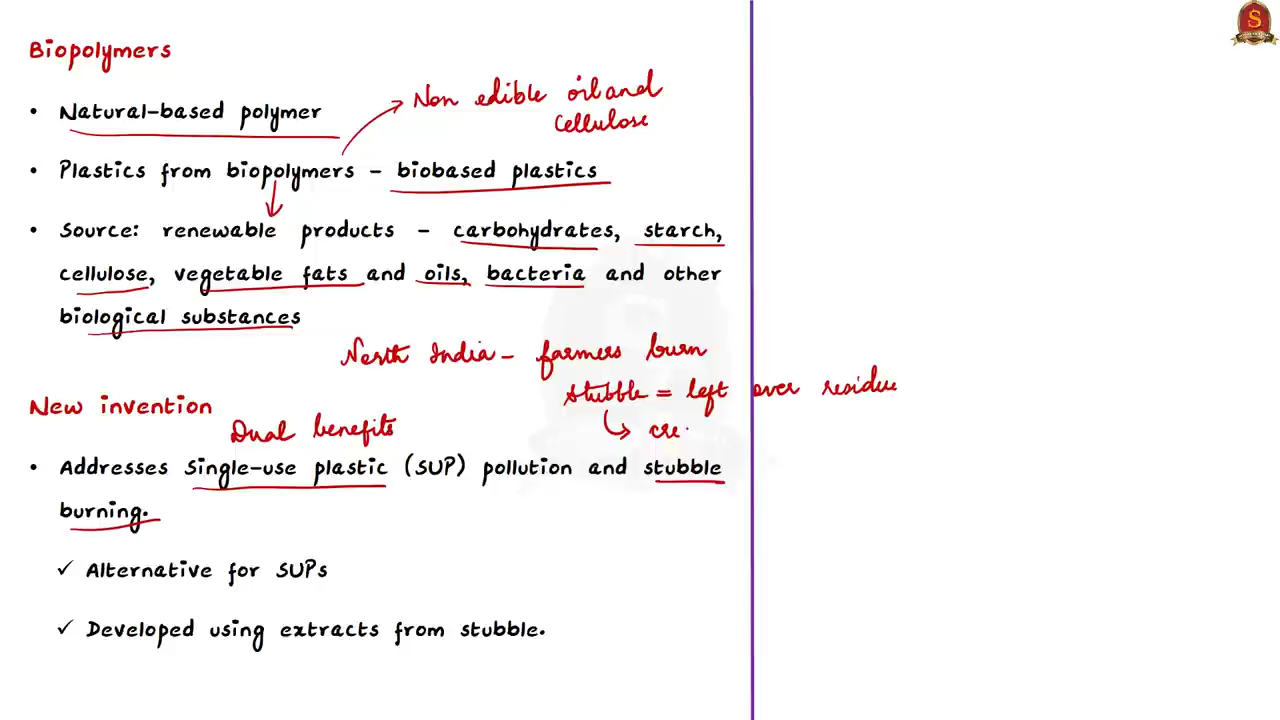 Biopolymers
Non edible oil and
cellulose
• Natural-based polymer
• Plastics from biopolymers – biobased plastics
• Source: renewable products – carbohydrates, starch,
cellulose, vegetable fats and oils, bacteria and other
biological substances
North India – farmers burn
stubble = left over residue
New invention
Dual benefits
cre
• Addresses Single-use plastic (SUP) pollution and stubble
burning.
✓ Alternative for SUPs
✓ Developed using extracts from stubble.
S